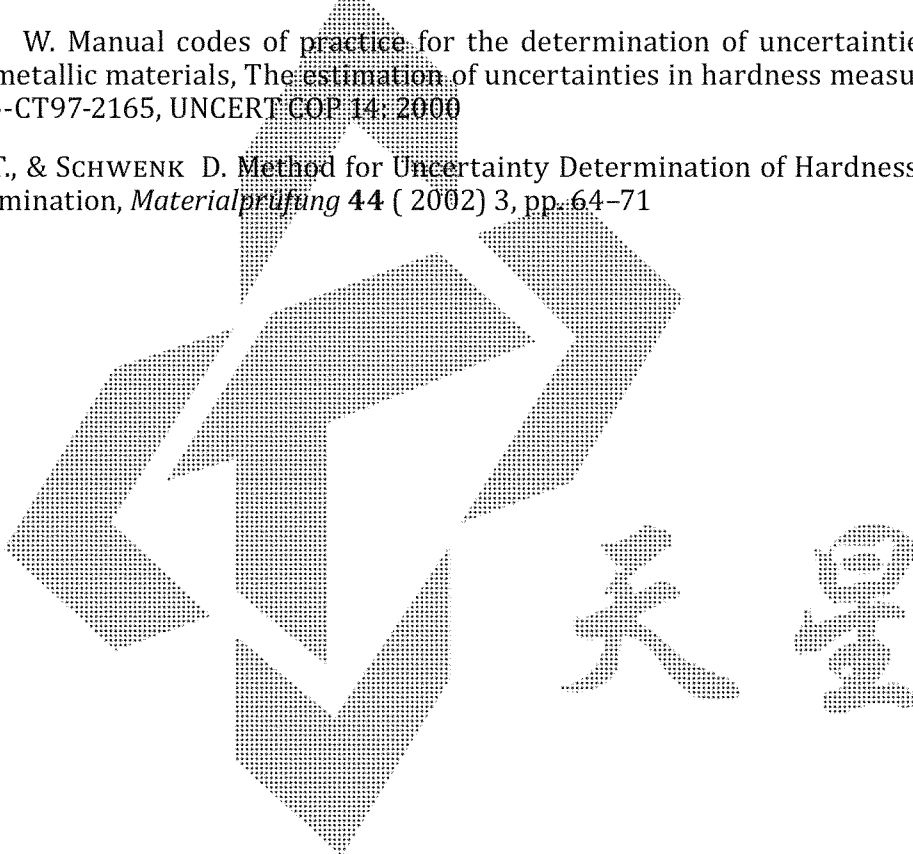 W. Manual codes of practice for the determination of uncertaintie
metallic materials, The estimation of uncertainties in hardness measu
-CT97-2165, UNCERT COP 14: 2000
T., & SCHWENK D. Method for Uncertainty Determination of Hardness
mination, Materialprüfung 44 ( 2002) 3, pp. 64–71
天星